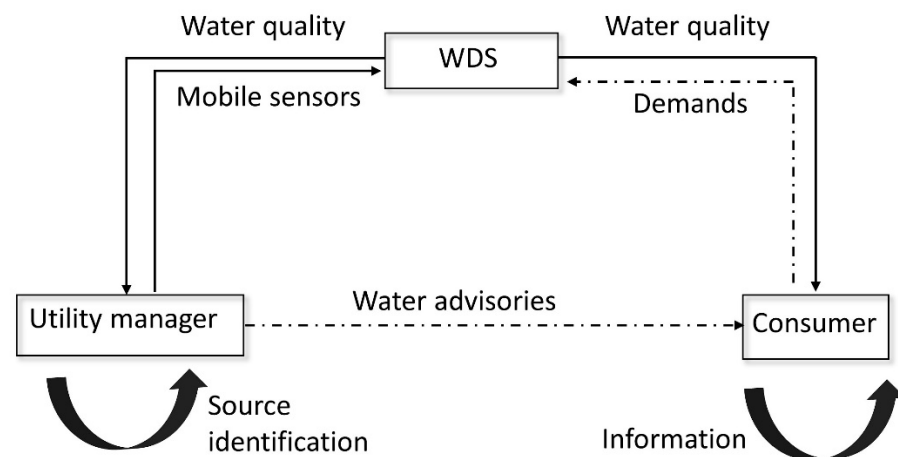 Water quality
WDS
Water quality
Mobile sensors
Demands
Utility manager
Water advisories
Consumer
Source
identification
Information